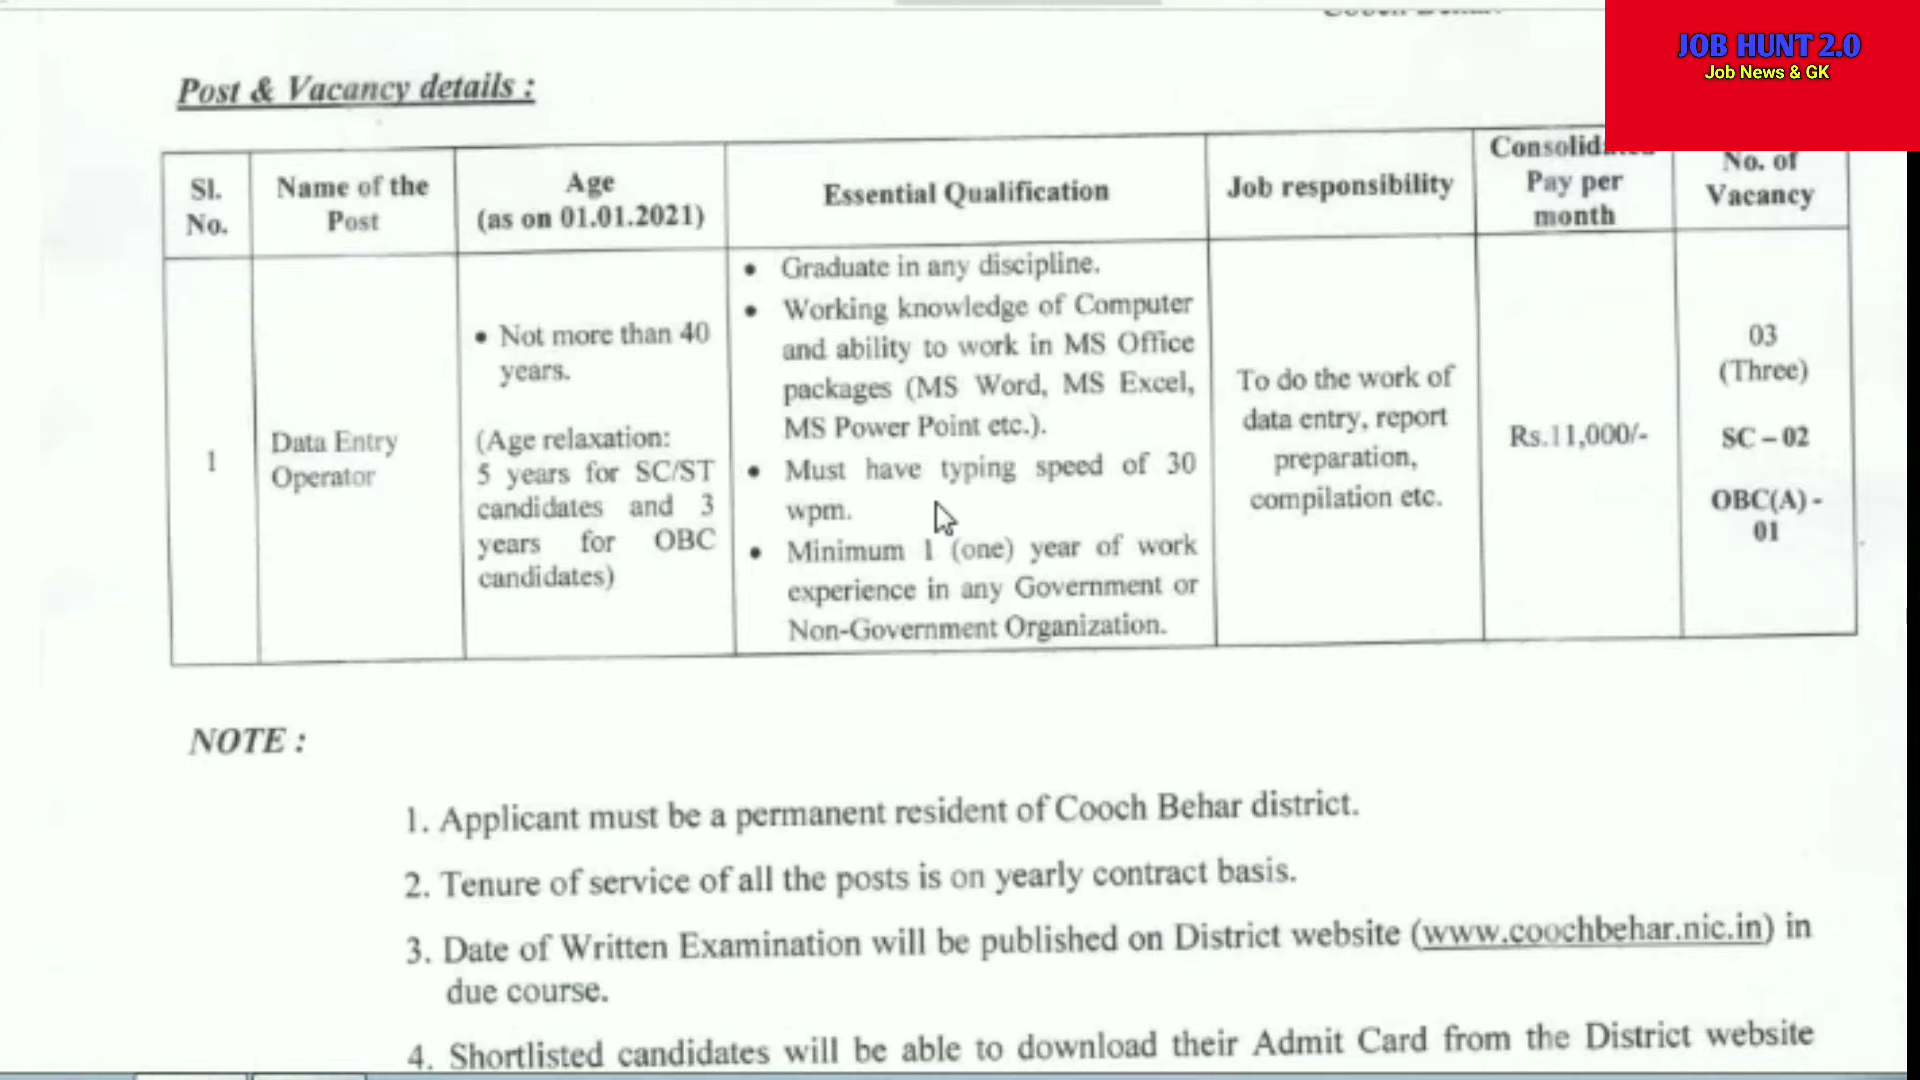 JOB HUNT 2.0
Job News & GK
Post & Vacancy details :
Sl.
No.
Name of the
Post
Age
(as on 01.01.2021)
Essential Qualification
Job responsibility
Pay per
month
No. of
Vacancy
1
Data Entry
Operator
• Not more than 40
years.
(Age relaxation:
5 years for SC/ST
candidates and 3
years for OBC
candidates)
• Graduate in any discipline.
• Working knowledge of Computer
and ability to work in MS Office
packages (MS Word, MS Excel,
MS Power Point etc.).
• Must have typing speed of 30
wpm.
• Minimum 1 (one) year of work
experience in any Government or
Non-Government Organization.
To do the work of
data entry, report
preparation,
compilation etc.
Rs.11,000/-
03
(Three)
SC – 02
OBC(A) -
01
NOTE :
1. Applicant must be a permanent resident of Cooch Behar district.
2. Tenure of service of all the posts is on yearly contract basis.
3. Date of Written Examination will be published on District website (www.coochbehar.nic.in) in
due course.
4. Shortlisted candidates will be able to download their Admit Card from the District website